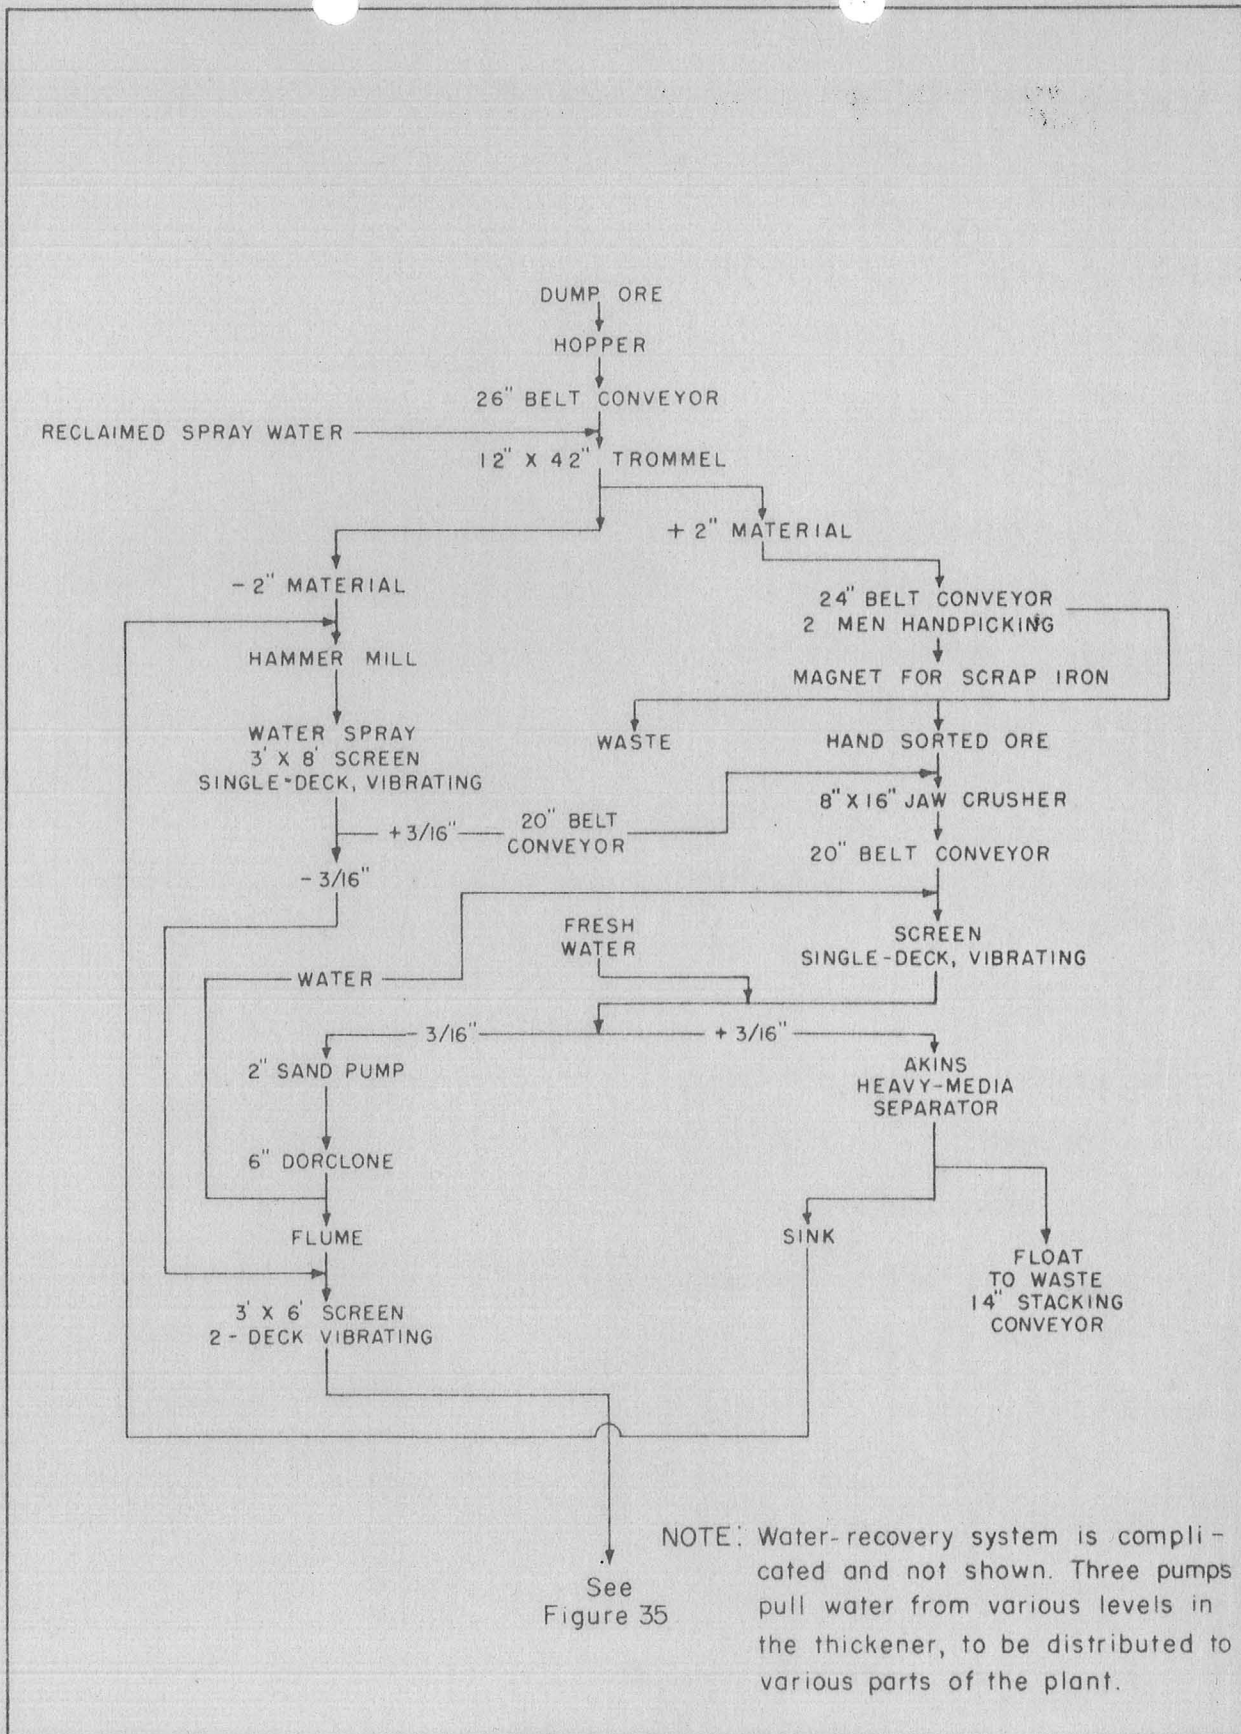 DUMP ORE
HOPPER
26" BELT CONVEYOR
RECLAIMED SPRAY WATER
12" X 42" TROMMEL
+ 2" MATERIAL
- 2" MATERIAL
24" BELT CONVEYOR
2 MEN HANDPICKING
HAMMER MILL
MAGNET FOR SCRAP IRON
WATER SPRAY
3' X 8' SCREEN
SINGLE-DECK, VIBRATING
WASTE
HAND SORTED ORE
8" X 16" JAW CRUSHER
+ 3/16"
20" BELT
CONVEYOR
20" BELT CONVEYOR
- 3/16"
FRESH
WATER
SCREEN
SINGLE-DECK, VIBRATING
WATER
- 3/16"
+ 3/16"
2" SAND PUMP
AKINS
HEAVY-MEDIA
SEPARATOR
6" DORCLONE
FLUME
SINK
FLOAT
TO WASTE
14" STACKING
CONVEYOR
3' X 6' SCREEN
2 - DECK VIBRATING
See
Figure 35
NOTE: Water-recovery system is compli-
cated and not shown. Three pumps
pull water from various levels in
the thickener, to be distributed to
various parts of the plant.